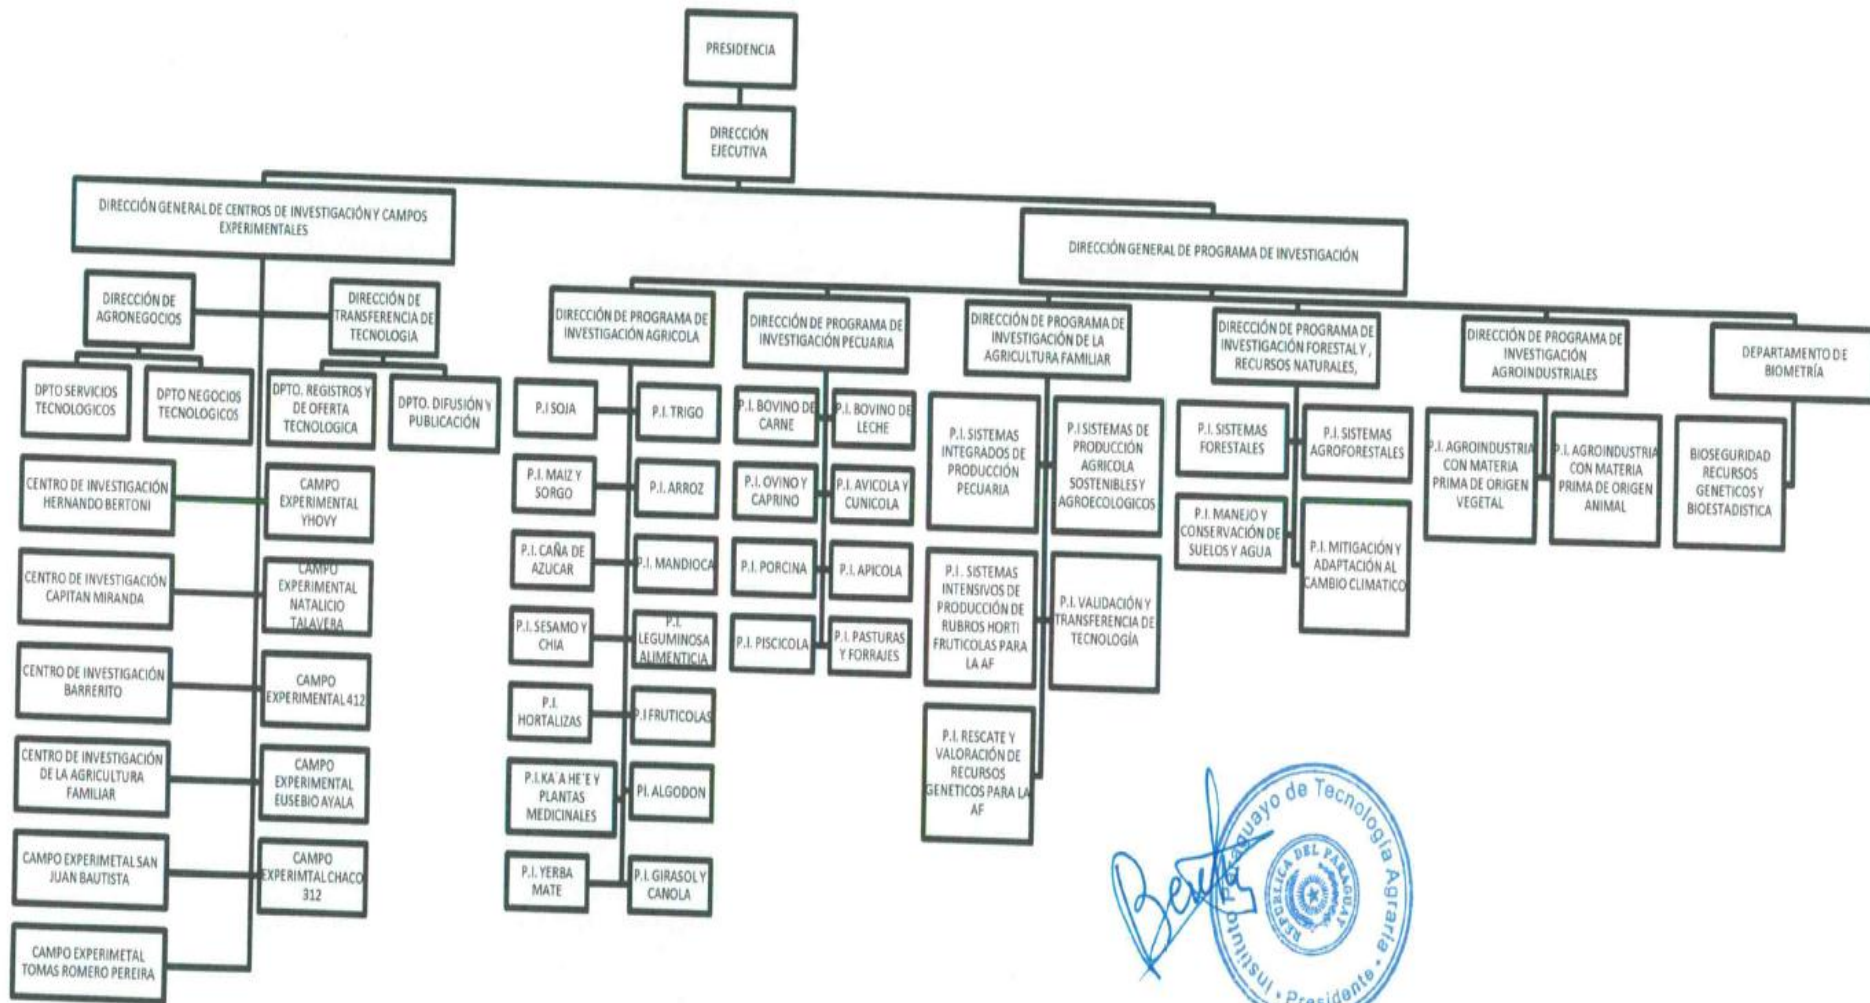 PRESIDENCIA
DIRECCIÓN
EJECUTIVA
DIRECCIÓN GENERAL DE CENTROS DE INVESTIGACIÓN Y CAMPOS
EXPERIMENTALES
DIRECCIÓN GENERAL DE PROGRAMA DE INVESTIGACIÓN
DIRECCIÓN DE
AGRONEGOCIOS
DIRECCIÓN DE
TRANSFERENCIA DE
TECNOLOGIA
DPTO SERVICIOS
TECNOLOGICOS
DPTO NEGOCIOS
TECNOLOGICOS
DPTO. REGISTROS Y
DE OFERTA
TECNOLOGICA
DPTO. DIFUSIÓN Y
PUBLICACIÓN
CENTRO DE INVESTIGACIÓN
HERNANDO BERTONI
CAMPO
EXPERIMENTAL
YHOVY
CENTRO DE INVESTIGACIÓN
CAPITAN MIRANDA
CAMPO
EXPERIMENTAL
NATALICIO
TALAVERA
CENTRO DE INVESTIGACIÓN
BARRERITO
CAMPO
EXPERIMENTAL 412
CENTRO DE INVESTIGACIÓN
DE LA AGRICULTURA
FAMILIAR
CAMPO
EXPERIMENTAL
EUSEBIO AYALA
CAMPO EXPERIMETAL SAN
JUAN BAUTISTA
CAMPO
EXPERIMTAL CHACO
312
CAMPO EXPERIMETAL
TOMAS ROMERO PEREIRA
DIRECCIÓN DE PROGRAMA DE
INVESTIGACIÓN AGRICOLA
P.I SOJA
P.I. TRIGO
P.I. MAIZ Y
SORGO
P.I. ARROZ
P.I. CAÑA DE
AZUCAR
P.I. MANDIOCA
P.I. SESAMO Y
CHIA
P.I.
LEGUMINOSA
ALIMENTICIA
P.I.
HORTALIZAS
P.I FRUTICOLAS
P.I.KA´A HE´E Y
PLANTAS
MEDICINALES
PI. ALGODON
P.I. YERBA
MATE
P.I. GIRASOL Y
CANOLA
DIRECCIÓN DE PROGRAMA DE
INVESTIGACIÓN PECUARIA
P.I. BOVINO DE
CARNE
P.I. BOVINO DE
LECHE
P.I. OVINO Y
CAPRINO
P.I. AVICOLA Y
CUNICOLA
P.I. PORCINA
P.I. APICOLA
P.I. PISCICOLA
P.I. PASTURAS
Y FORRAJES
DIRECCIÓN DE PROGRAMA DE
INVESTIGACIÓN DE LA
AGRICULTURA FAMILIAR
P.I. SISTEMAS
INTEGRADOS DE
PRODUCCIÓN
PECUARIA
P.I SISTEMAS DE
PRODUCCIÓN
AGRICOLA
SOSTENIBLES Y
AGROECOLOGICOS
P.I. SISTEMAS
INTENSIVOS DE
PRODUCCIÓN DE
RUBROS HORTI
FRUTICOLAS PARA
LA AF
P.I. VALIDACIÓN Y
TRANSFERENCIA DE
TECNOLOGÍA
P.I. RESCATE Y
VALORACIÓN DE
RECURSOS
GENETICOS PARA LA
AF
DIRECCIÓN DE PROGRAMA DE
INVESTIGACIÓN FORESTAL Y ,
RECURSOS NATURALES,
P.I. SISTEMAS
FORESTALES
P.I. SISTEMAS
AGROFORESTALES
P.I. MANEJO Y
CONSERVACIÓN DE
SUELOS Y AGUA
P.I. MITIGACIÓN Y
ADAPTACIÓN AL
CAMBIO CLIMATICO
DIRECCIÓN DE PROGRAMA DE
INVESTIGACIÓN
AGROINDUSTRIALES
P.I. AGROINDUSTRIA
CON MATERIA
PRIMA DE ORIGEN
VEGETAL
P.I. AGROINDUSTRIA
CON MATERIA
PRIMA DE ORIGEN
ANIMAL
DEPARTAMENTO DE
BIOMETRÍA
BIOSEGURIDAD
RECURSOS
GENETICOS Y
BIOESTADISTICA
Instituto Paraguayo de Tecnología Agraria • Presidente •
REPUBLICA DEL PARAGUAY